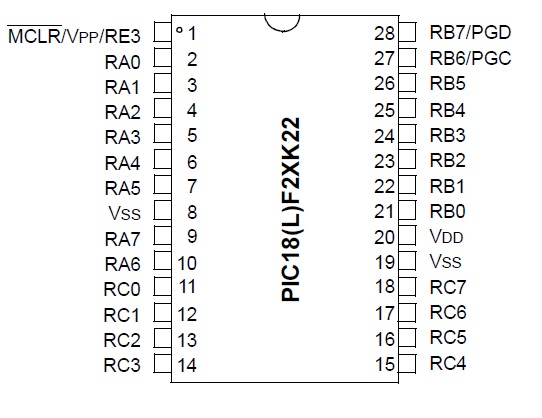 MCLR/VPP/RE3 1 28 RB7/PGD
RA0 2 27 RB6/PGC
RA1 3 26 RB5
RA2 4 25 RB4
RA3 5 24 RB3
RA4 6 23 RB2
RA5 7 22 RB1
VSS 8 21 RB0
RA7 9 20 VDD
RA6 10 19 VSS
RC0 11 18 RC7
RC1 12 17 RC6
RC2 13 16 RC5
RC3 14 15 RC4
PIC18(L)F2XK22